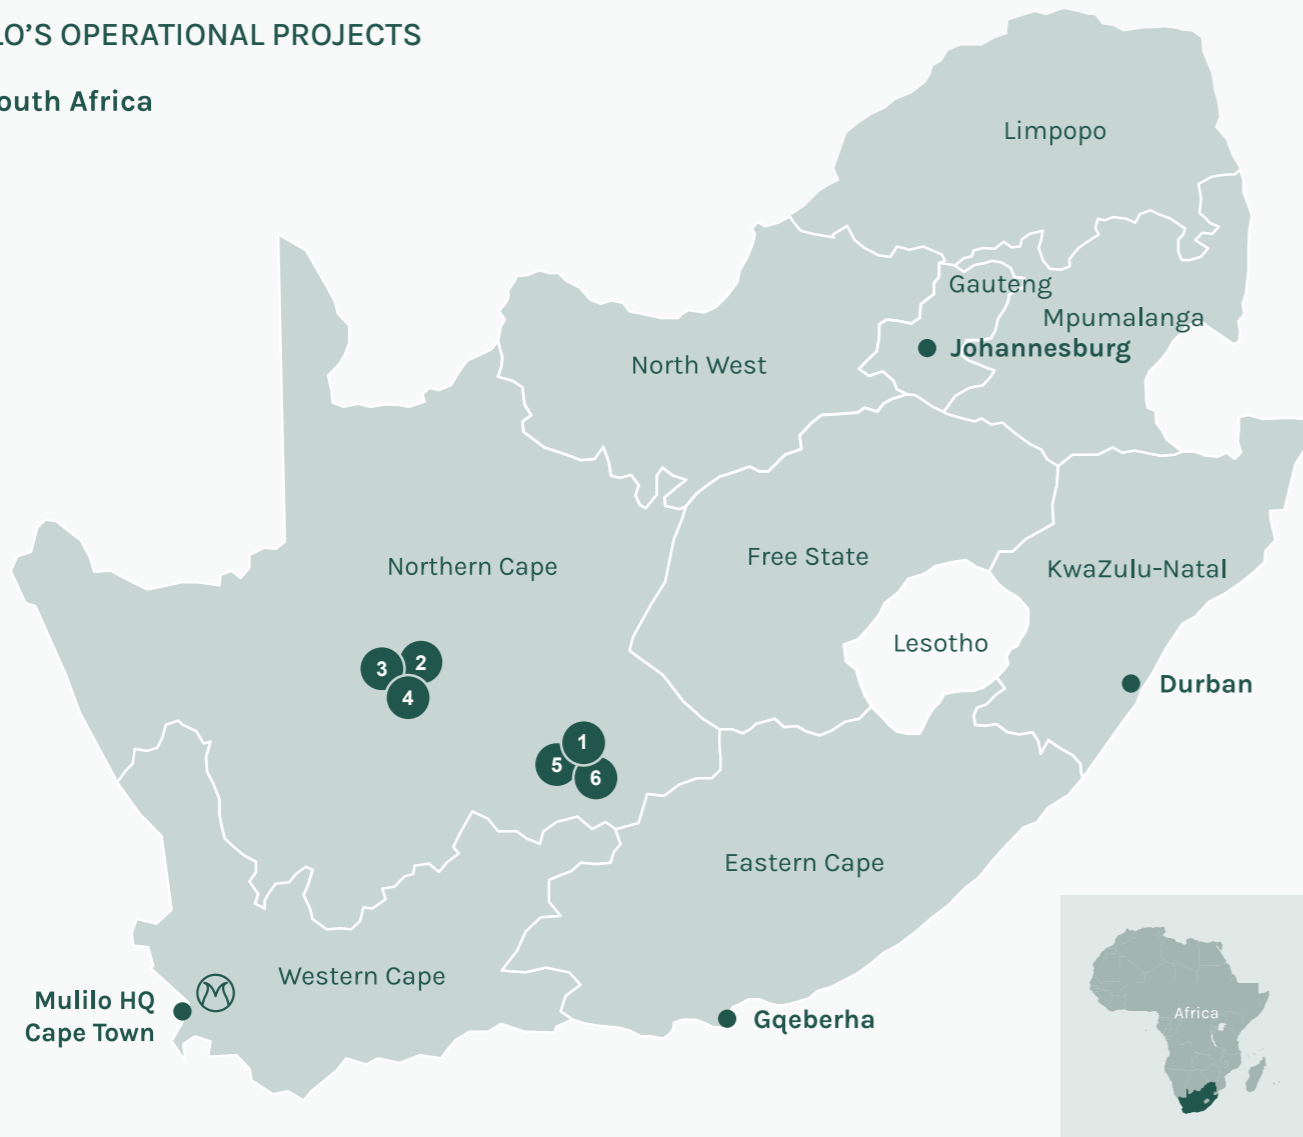 LO'S OPERATIONAL PROJECTS
outh Africa
Limpopo
Gauteng
Mpumalanga
Johannesburg
North West
Northern Cape
Free State
KwaZulu-Natal
Lesotho
3
2
4
Durban
1
5
6
Eastern Cape
Western Cape
Mulilo HQ
Cape Town
Gqeberha
Africa